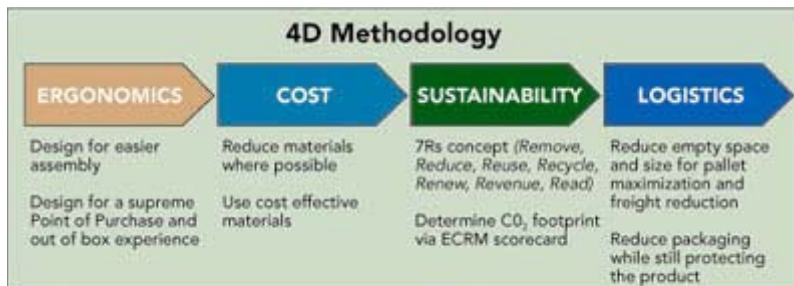 4D Methodology
ERGONOMICS
Design for easier
assembly
Design for a supreme
Point of Purchase and
out of box experience
COST
Reduce materials
where possible
Use cost effective
materials
SUSTAINABILITY
7Rs concept (Remove,
Reduce, Reuse, Recycle,
Renew, Revenue, Read)
Determine C0₂ footprint
via ECRM scorecard
LOGISTICS
Reduce empty space
and size for pallet
maximization and
freight reduction
Reduce packaging
while still protecting
the product